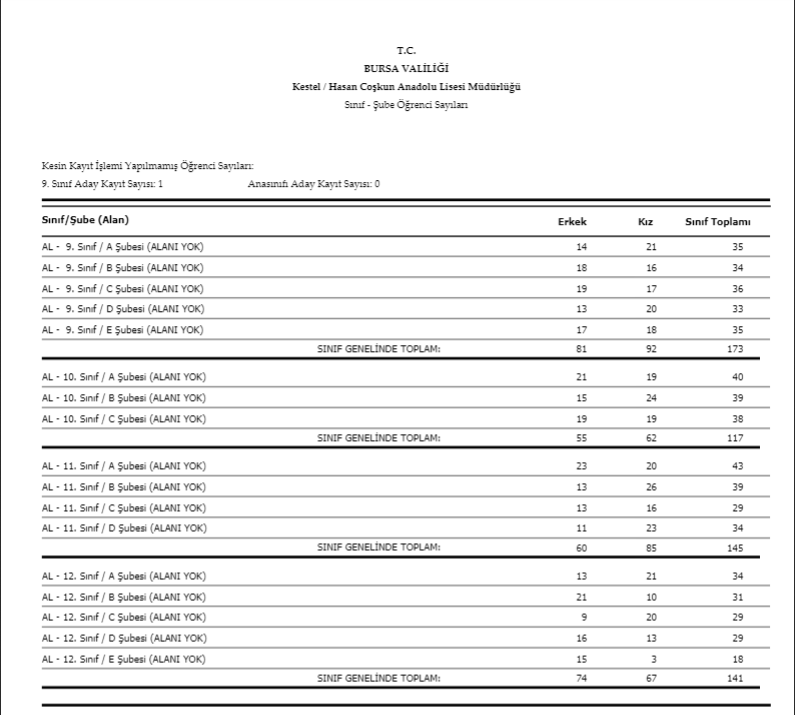 T.C.
BURSA VALİLİĞİ
Kestel / Hasan Coşkun Anadolu Lisesi Müdürlüğü
Sınıf - Şube Öğrenci Sayıları
Kesin Kayıt İşlemi Yapılmamış Öğrenci Sayıları:
9. Sınıf Aday Kayıt Sayısı: 1 Anasınıfı Aday Kayıt Sayısı: 0
Sınıf/Şube (Alan) Erkek Kız Sınıf Toplamı
AL - 9. Sınıf / A Şubesi (ALANI YOK) 14 21 35
AL - 9. Sınıf / B Şubesi (ALANI YOK) 18 16 34
AL - 9. Sınıf / C Şubesi (ALANI YOK) 19 17 36
AL - 9. Sınıf / D Şubesi (ALANI YOK) 13 20 33
AL - 9. Sınıf / E Şubesi (ALANI YOK) 17 18 35
SINIF GENELİNDE TOPLAM: 81 92 173
AL - 10. Sınıf / A Şubesi (ALANI YOK) 21 19 40
AL - 10. Sınıf / B Şubesi (ALANI YOK) 15 24 39
AL - 10. Sınıf / C Şubesi (ALANI YOK) 19 19 38
SINIF GENELİNDE TOPLAM: 55 62 117
AL - 11. Sınıf / A Şubesi (ALANI YOK) 23 20 43
AL - 11. Sınıf / B Şubesi (ALANI YOK) 13 26 39
AL - 11. Sınıf / C Şubesi (ALANI YOK) 13 16 29
AL - 11. Sınıf / D Şubesi (ALANI YOK) 11 23 34
SINIF GENELİNDE TOPLAM: 60 85 145
AL - 12. Sınıf / A Şubesi (ALANI YOK) 13 21 34
AL - 12. Sınıf / B Şubesi (ALANI YOK) 21 10 31
AL - 12. Sınıf / C Şubesi (ALANI YOK) 9 20 29
AL - 12. Sınıf / D Şubesi (ALANI YOK) 16 13 29
AL - 12. Sınıf / E Şubesi (ALANI YOK) 15 3 18
SINIF GENELİNDE TOPLAM: 74 67 141